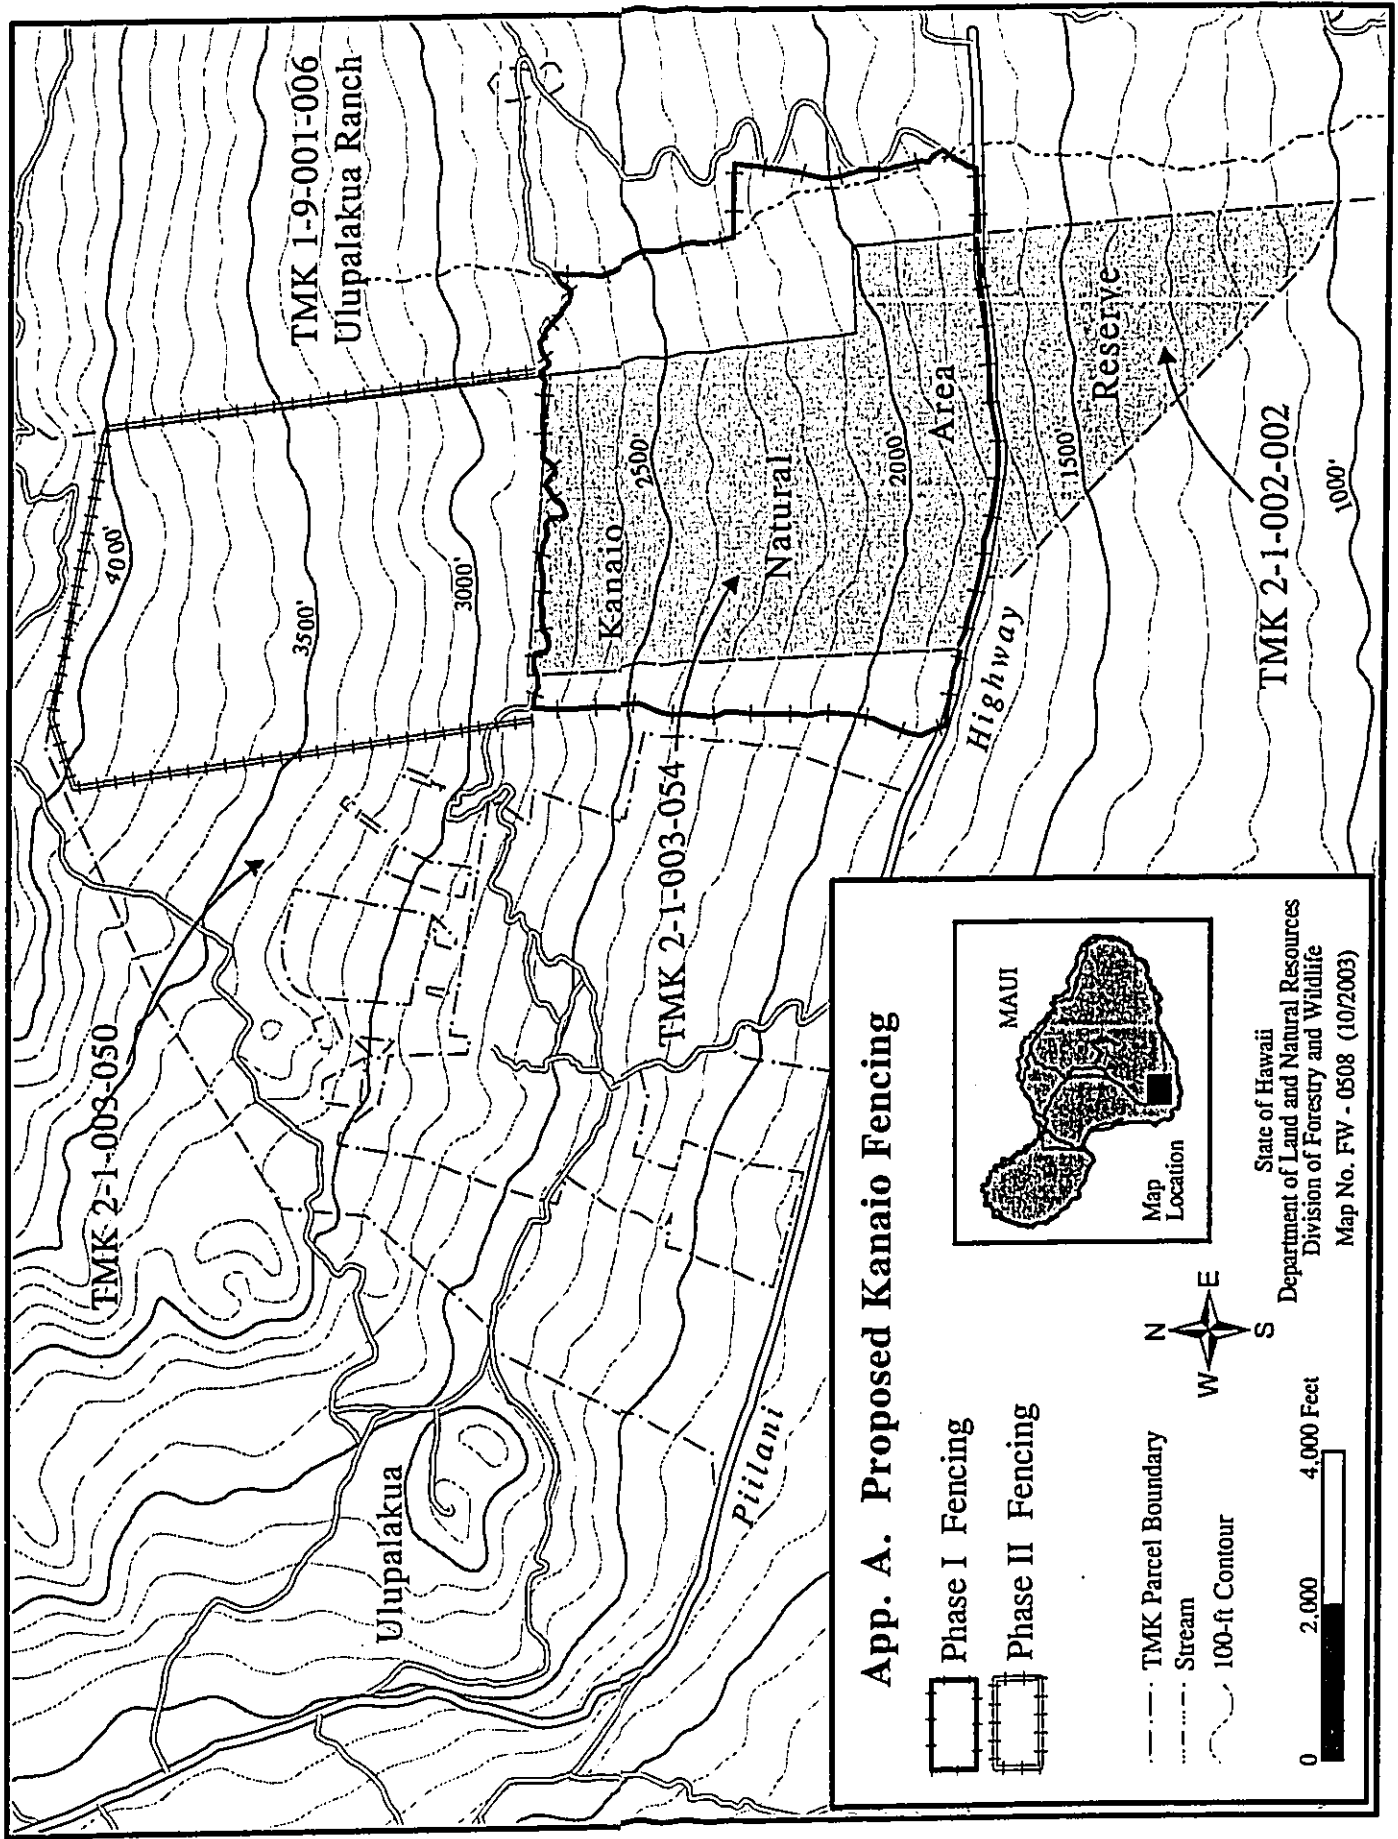 TMK 1-9-001-006
Ulupalakua Ranch
4000'
3500'
3000'
TMK 2-1-003-050
Ulupalakua
Kanaio
Natural
Area
Reserve
2500'
2000'
1500'
1000'
TMK 2-1-003-054
TMK 2-1-002-002
Piilani
Highway
App. A. Proposed Kanaio Fencing
Phase I Fencing
Phase II Fencing
TMK Parcel Boundary
Stream
100-ft Contour
0 2,000 4,000 Feet
N
W E
S
MAUI
Map
Location
State of Hawaii
Department of Land and Natural Resources
Division of Forestry and Wildlife
Map No. FW - 0508 (10/2003)